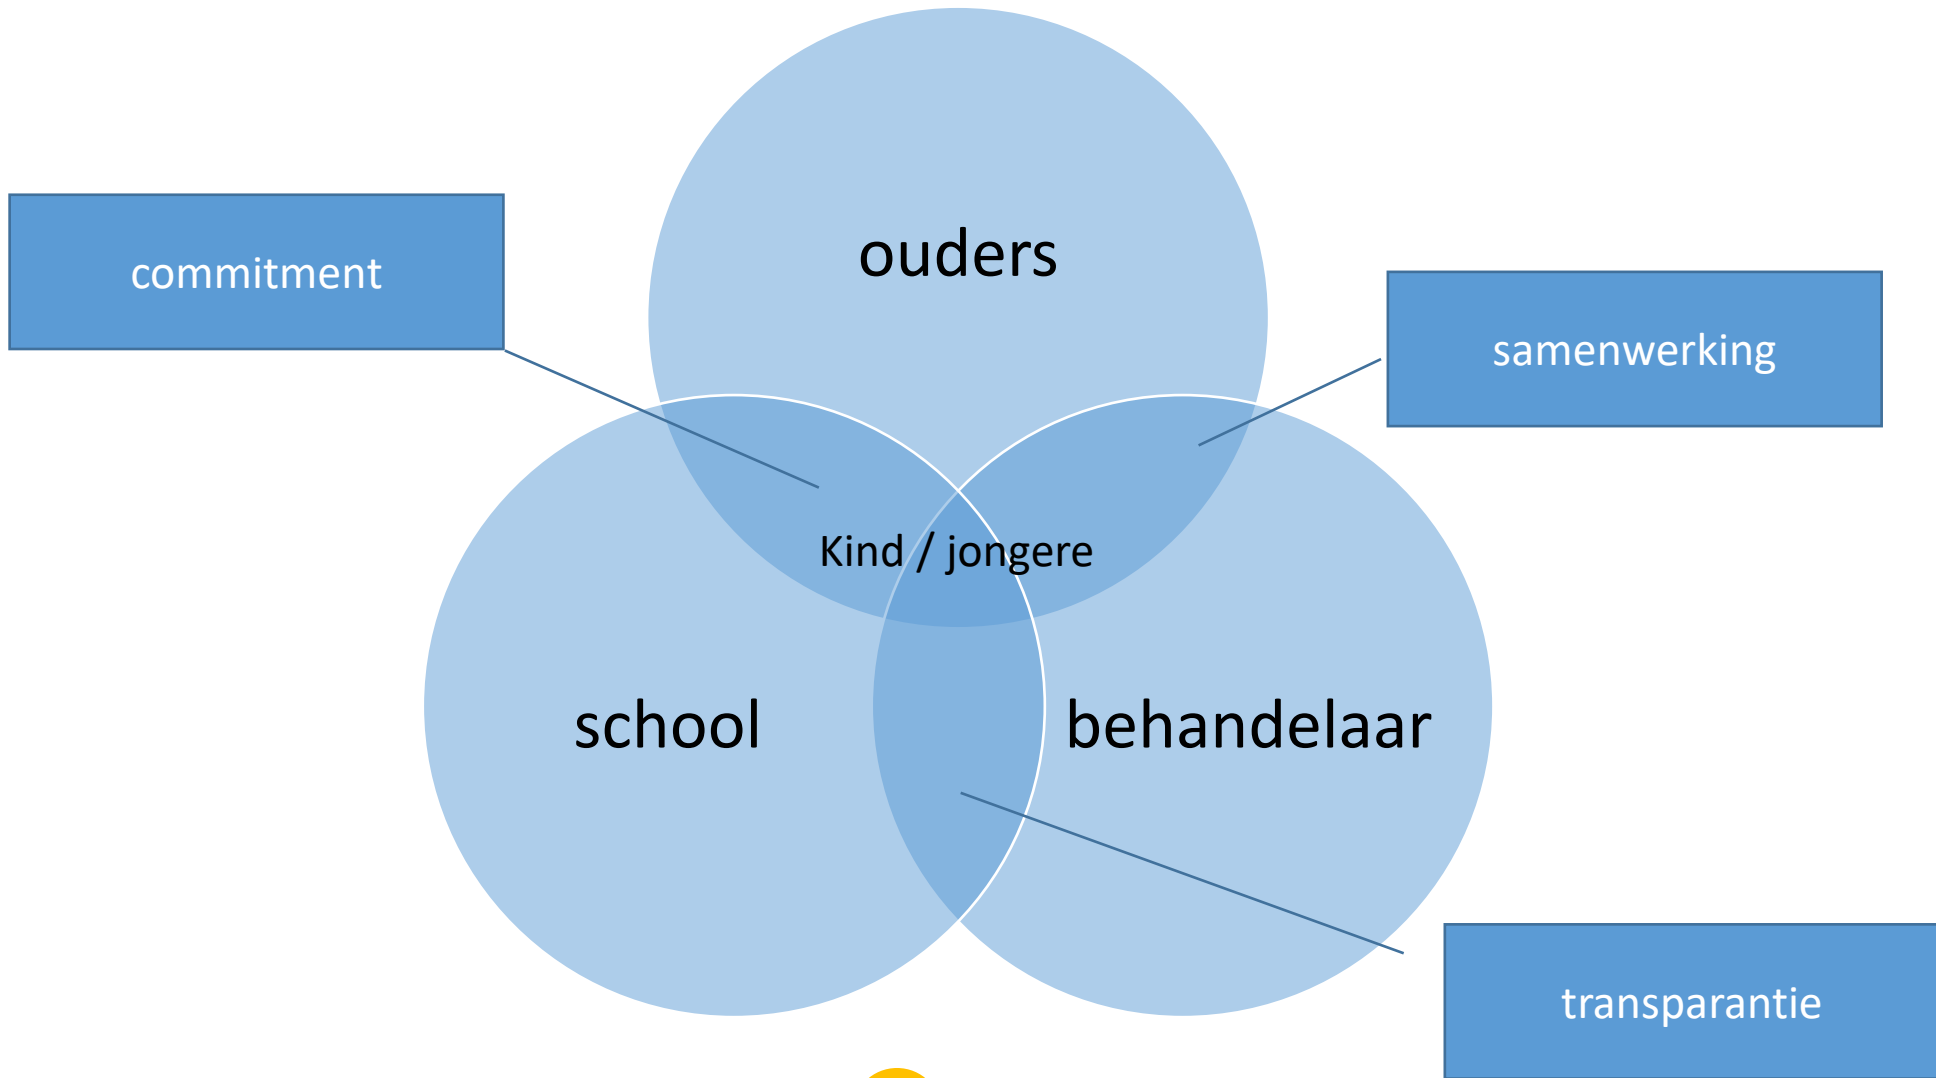 ouders
commitment
samenwerking
Kind / jongere
school
behandelaar
transparantie